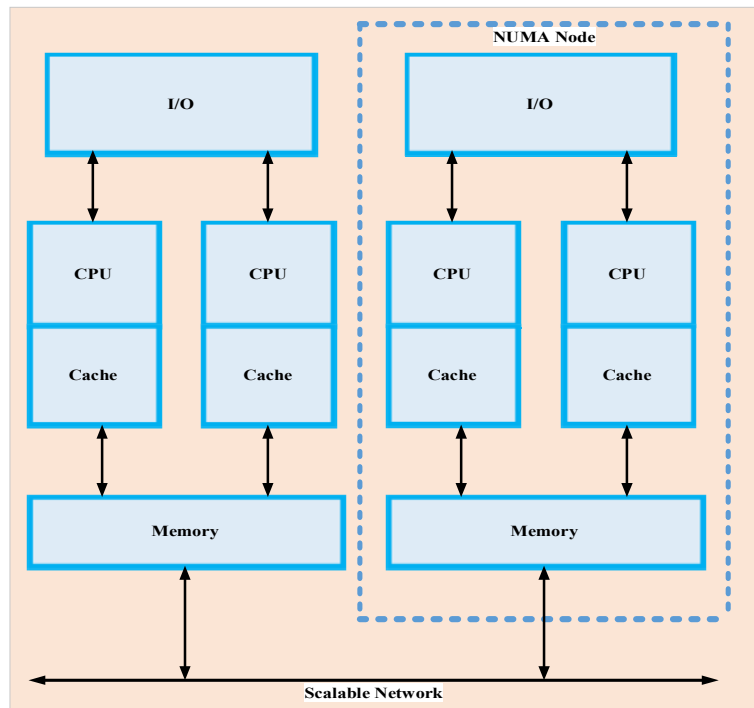 NUMA Node
I/O
I/O
CPU
CPU
CPU
CPU
Cache
Cache
Cache
Cache
Memory
Memory
Scalable Network